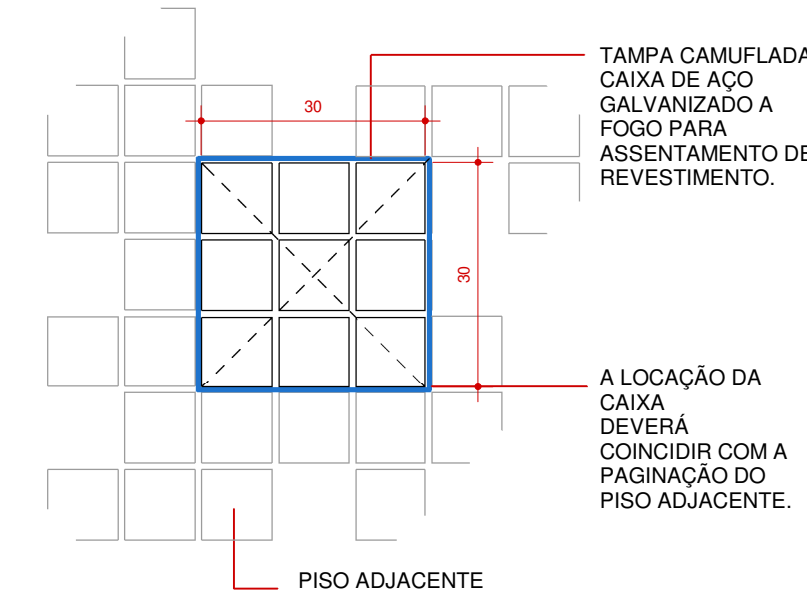 TAMPA CAMUFLADA
CAIXA DE AÇO
GALVANIZADO A
FOGO PARA
ASSENTAMENTO DE
REVESTIMENTO.
30
30
A LOCAÇÃO DA
CAIXA
DEVERÁ
COINCIDIR COM A
PAGINAÇÃO DO
PISO ADJACENTE.
PISO ADJACENTE